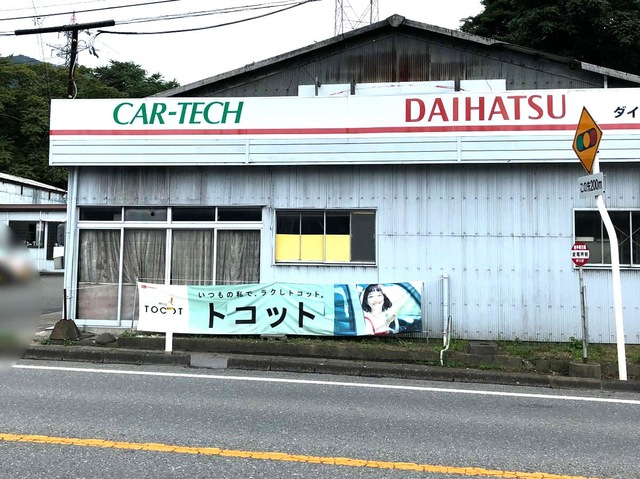 CAR-TECH
DAIHATSU
ダイ
この先200m
いつもの私で、ラクしトコット。
TOCOT
トコット